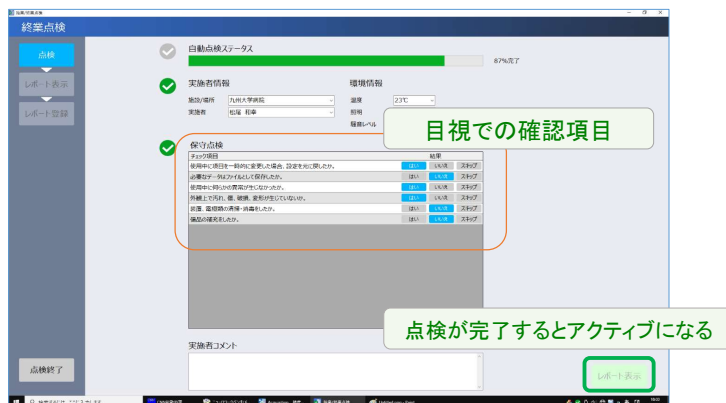 終業点検
点検
レポート表示
レポート登録
点検終了
自動点検ステータス
87%完了
実施者情報
環境情報
施設/場所 九州大学病院
温度 23℃
実施者 松尾 和幸
照明
騒音レベル
目視での確認項目
保守点検
チェック項目 結果
使用中に項目を一時的に変更した場合、設定を元に戻したか。 はい いいえ スキップ
必要なデータはファイルとして保存したか。 はい いいえ スキップ
使用中に何らかの異常が生じなかったか。 はい いいえ スキップ
外観上で汚れ、傷、破損、変形が生じていないか。 はい いいえ スキップ
装置、電極類の清掃・消毒をしたか。 はい いいえ スキップ
備品の補充をしたか。 はい いいえ スキップ
点検が完了するとアクティブになる
実施者コメント
レポート表示